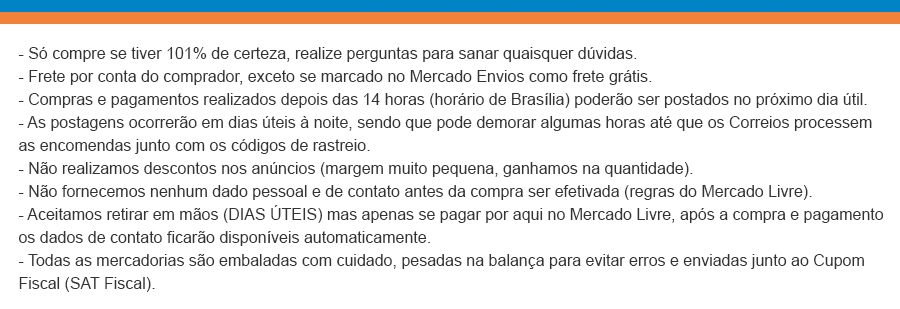 - Só compre se tiver 101% de certeza, realize perguntas para sanar quaisquer dúvidas.
- Frete por conta do comprador, exceto se marcado no Mercado Envios como frete grátis.
- Compras e pagamentos realizados depois das 14 horas (horário de Brasília) poderão ser postados no próximo dia útil.
- As postagens ocorrerão em dias úteis à noite, sendo que pode demorar algumas horas até que os Correios processem
as encomendas junto com os códigos de rastreio.
- Não realizamos descontos nos anúncios (margem muito pequena, ganhamos na quantidade).
- Não fornecemos nenhum dado pessoal e de contato antes da compra ser efetivada (regras do Mercado Livre).
- Aceitamos retirar em mãos (DIAS ÚTEIS) mas apenas se pagar por aqui no Mercado Livre, após a compra e pagamento
os dados de contato ficarão disponíveis automaticamente.
- Todas as mercadorias são embaladas com cuidado, pesadas na balança para evitar erros e enviadas junto ao Cupom
Fiscal (SAT Fiscal).